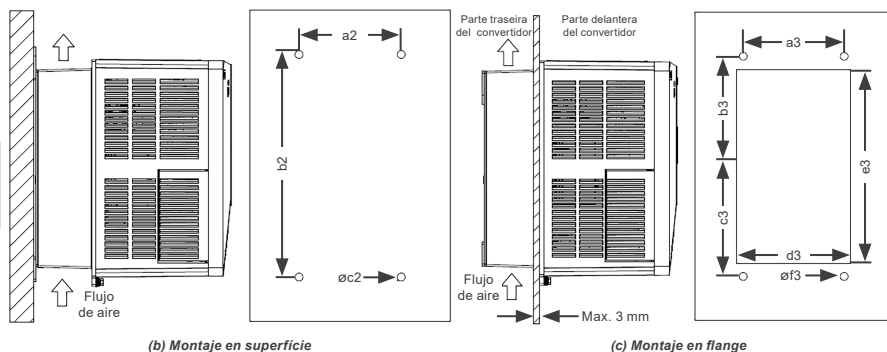 a2
b2
øc2
Flujo
de aire
(b) Montaje en superfície
Parte traseira
del convertidor
Parte delantera
del convertidor
Flujo
de aire
Max. 3 mm
a3
b3
c3
e3
d3
øf3
(c) Montaje en flange